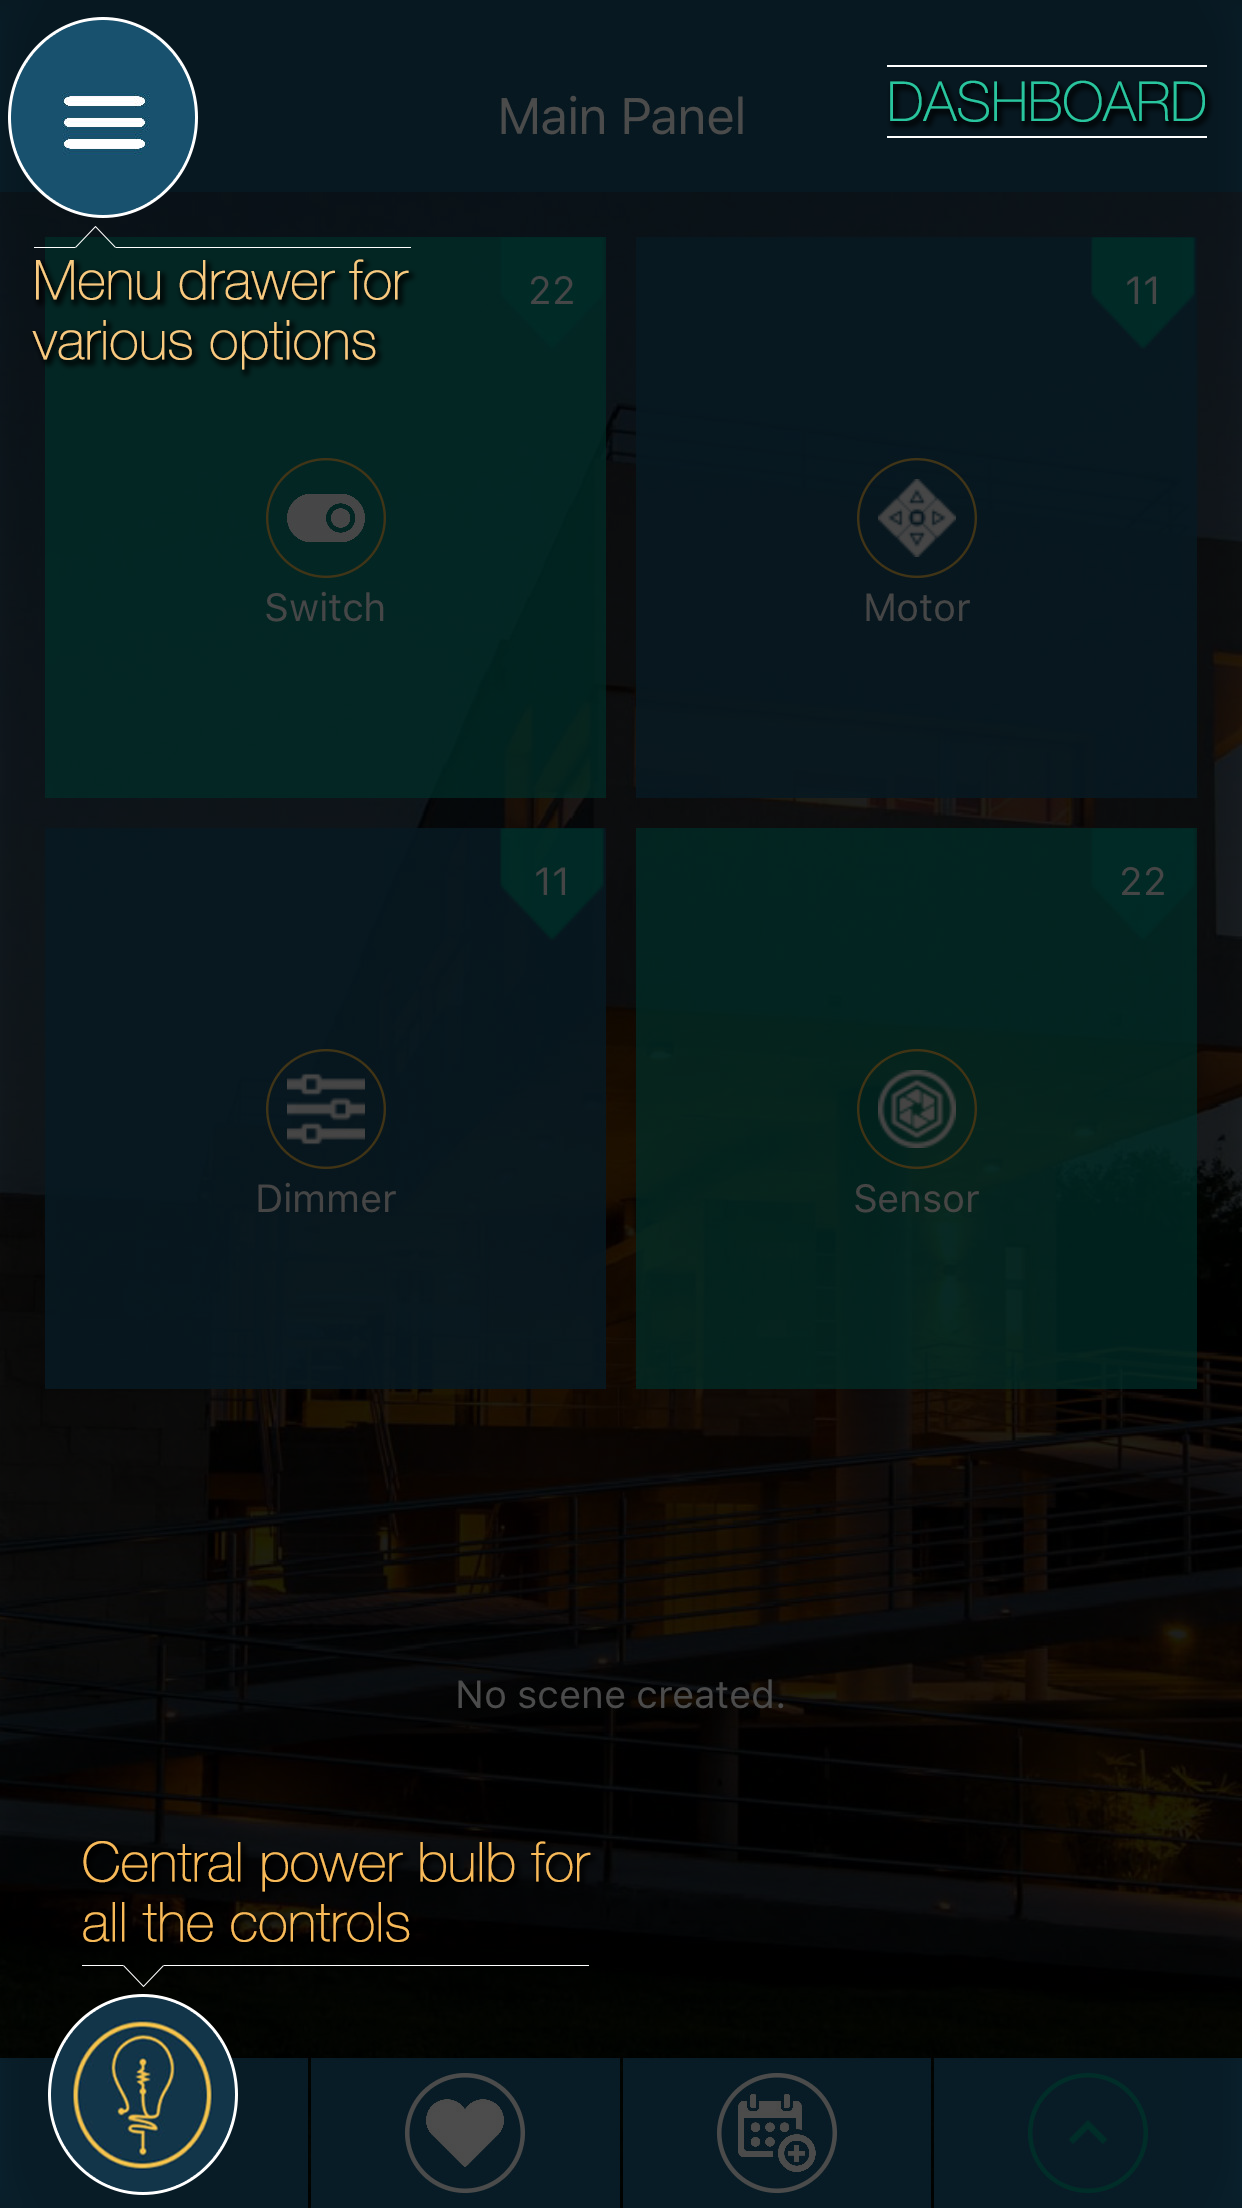 Main Panel
DASHBOARD
Menu drawer for
various options
22
11
Switch
Motor
11
22
Dimmer
Sensor
No scene created.
Central power bulb for
all the controls